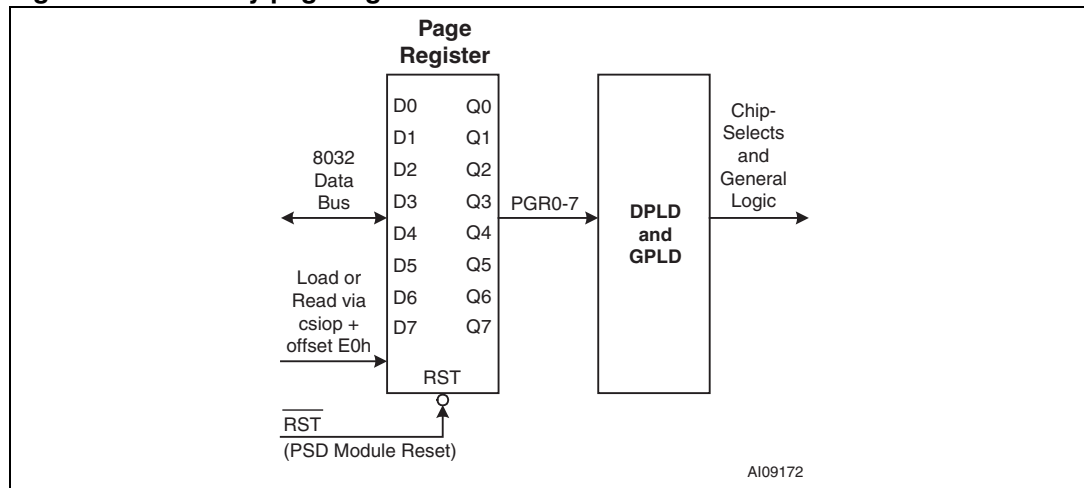 Page
Register
D0 Q0
D1 Q1
D2 Q2
D3 Q3
D4 Q4
D5 Q5
D6 Q6
D7 Q7
RST
8032
Data
Bus
Load or
Read via
csiop +
offset E0h
RST
(PSD Module Reset)
PGR0-7
DPLD
and
GPLD
Chip-
Selects
and
General
Logic
AI09172